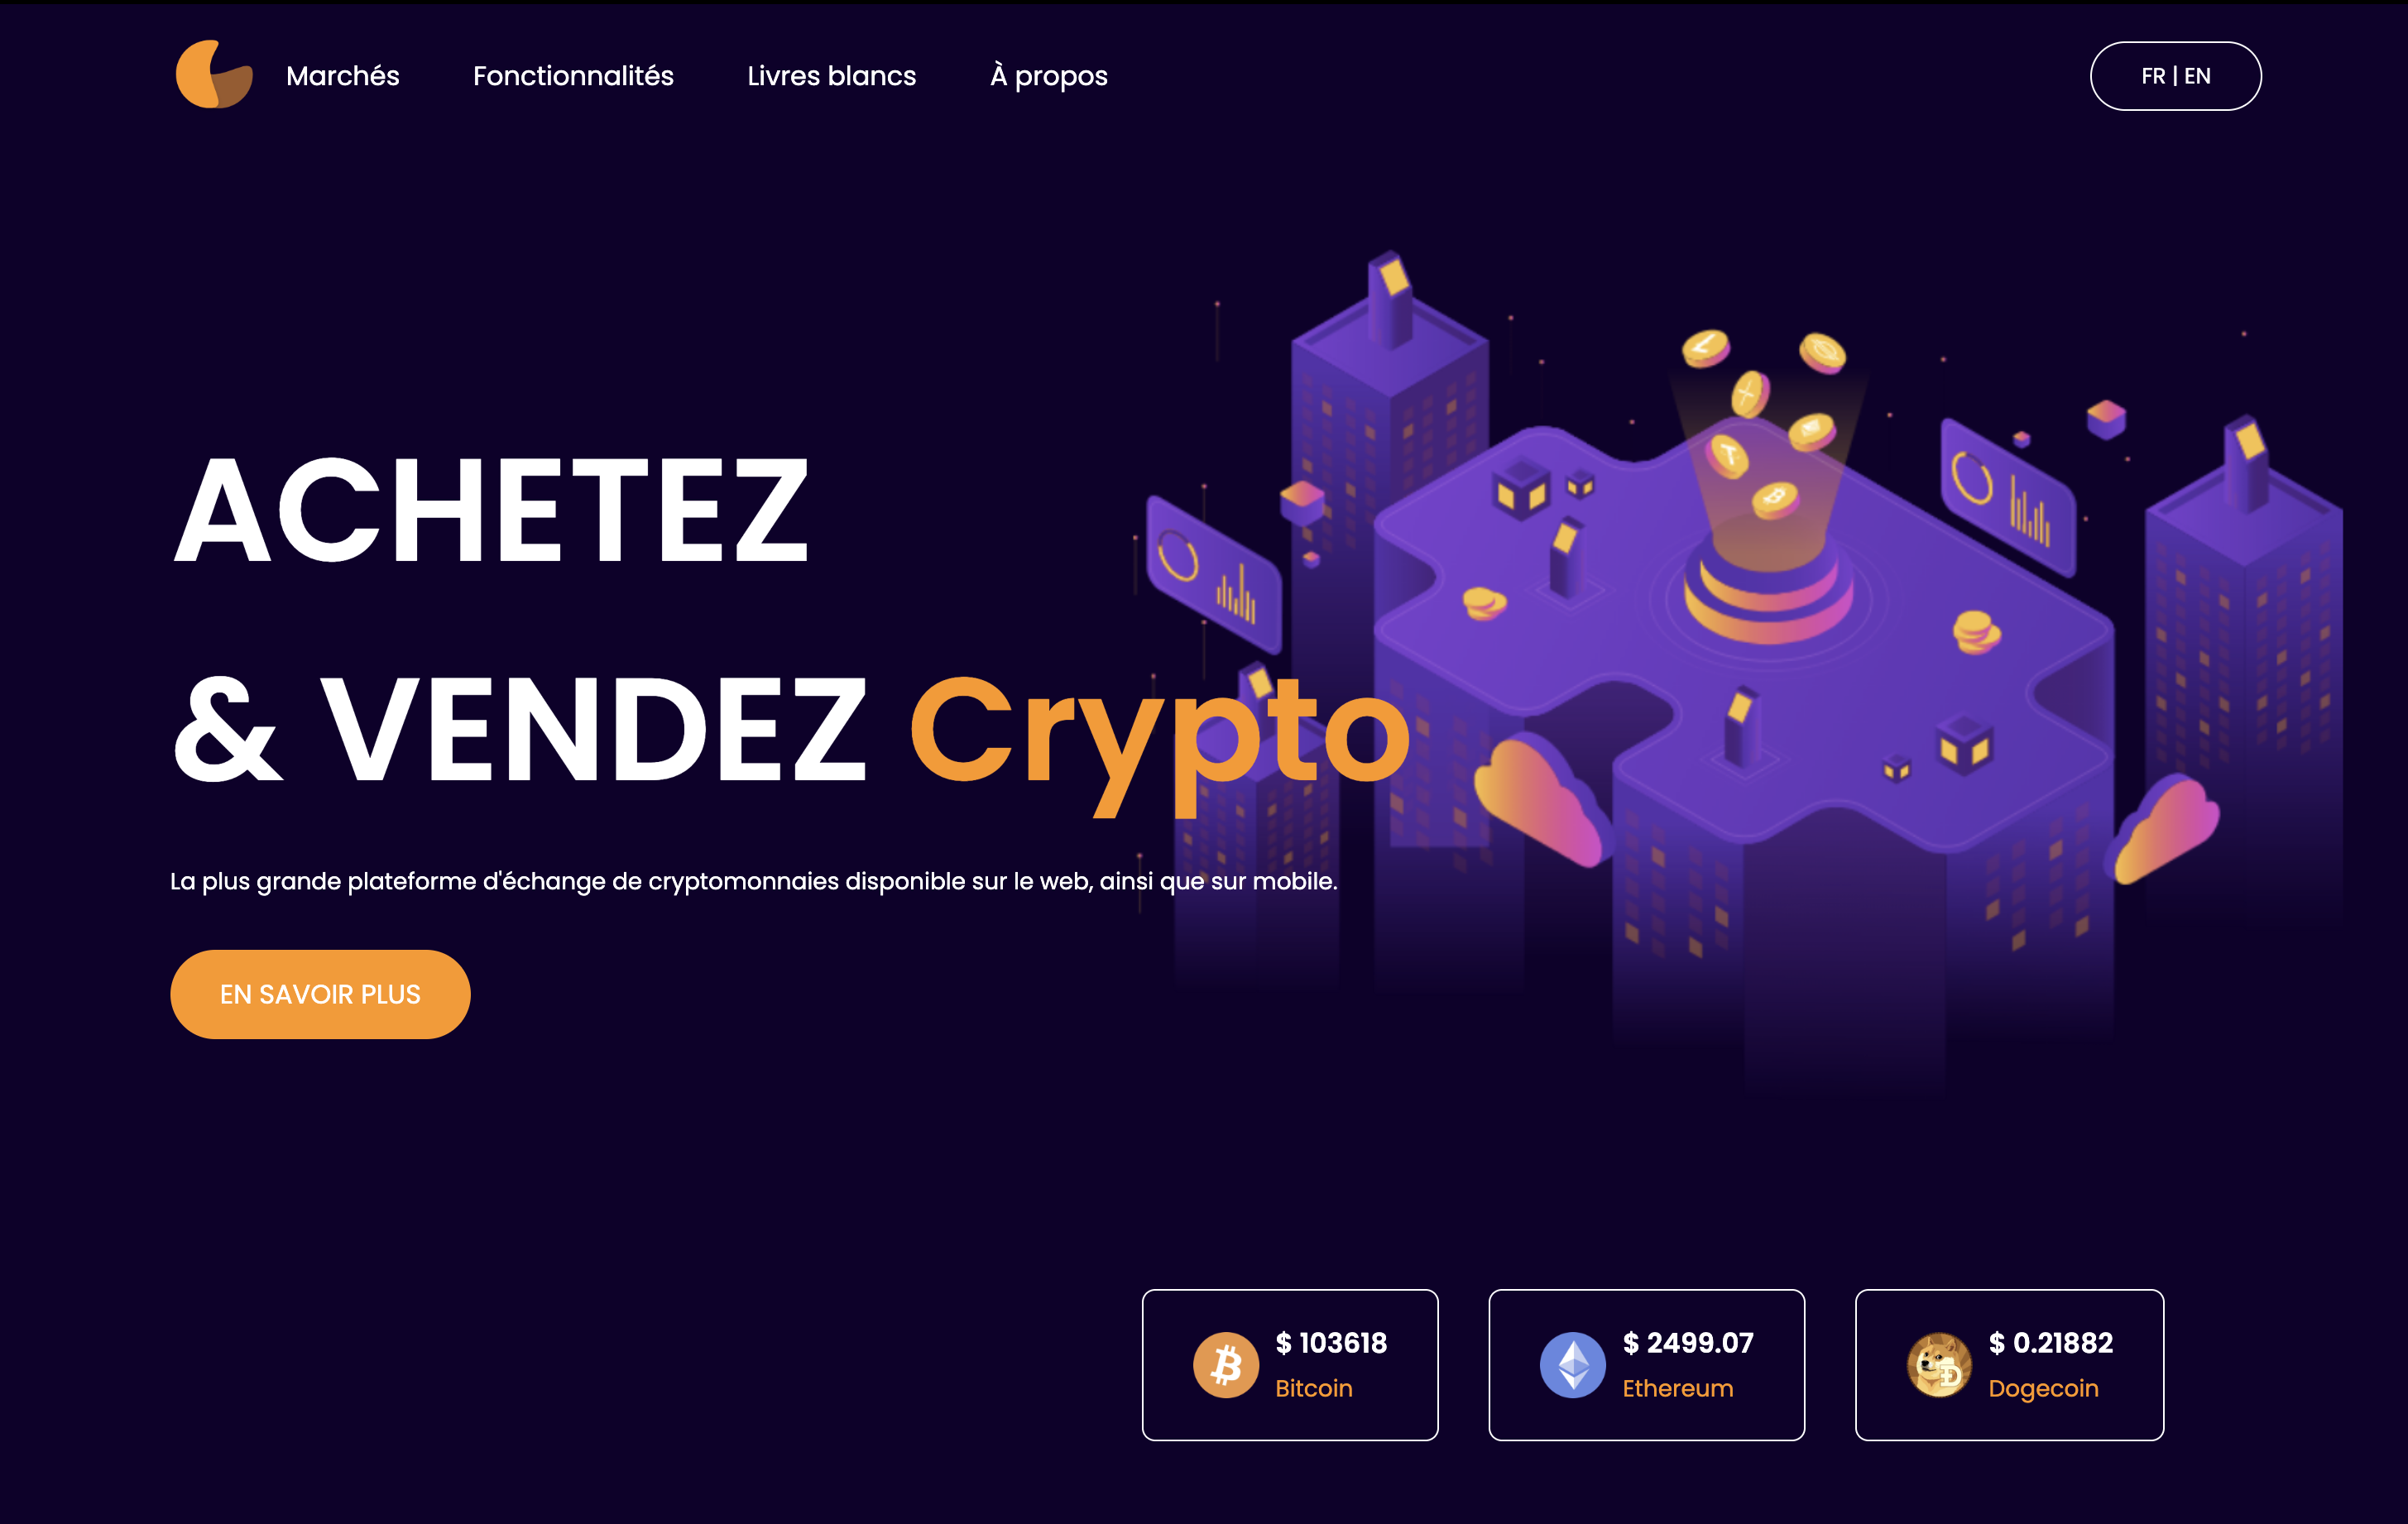 Marchés
Fonctionnalités
Livres blancs
À propos
FR | EN
ACHETEZ
& VENDEZ Crypto
La plus grande plateforme d'échange de cryptomonnaies disponible sur le web, ainsi que sur mobile.
EN SAVOIR PLUS
$ 103618
Bitcoin
$ 2499.07
Ethereum
$ 0.21882
Dogecoin